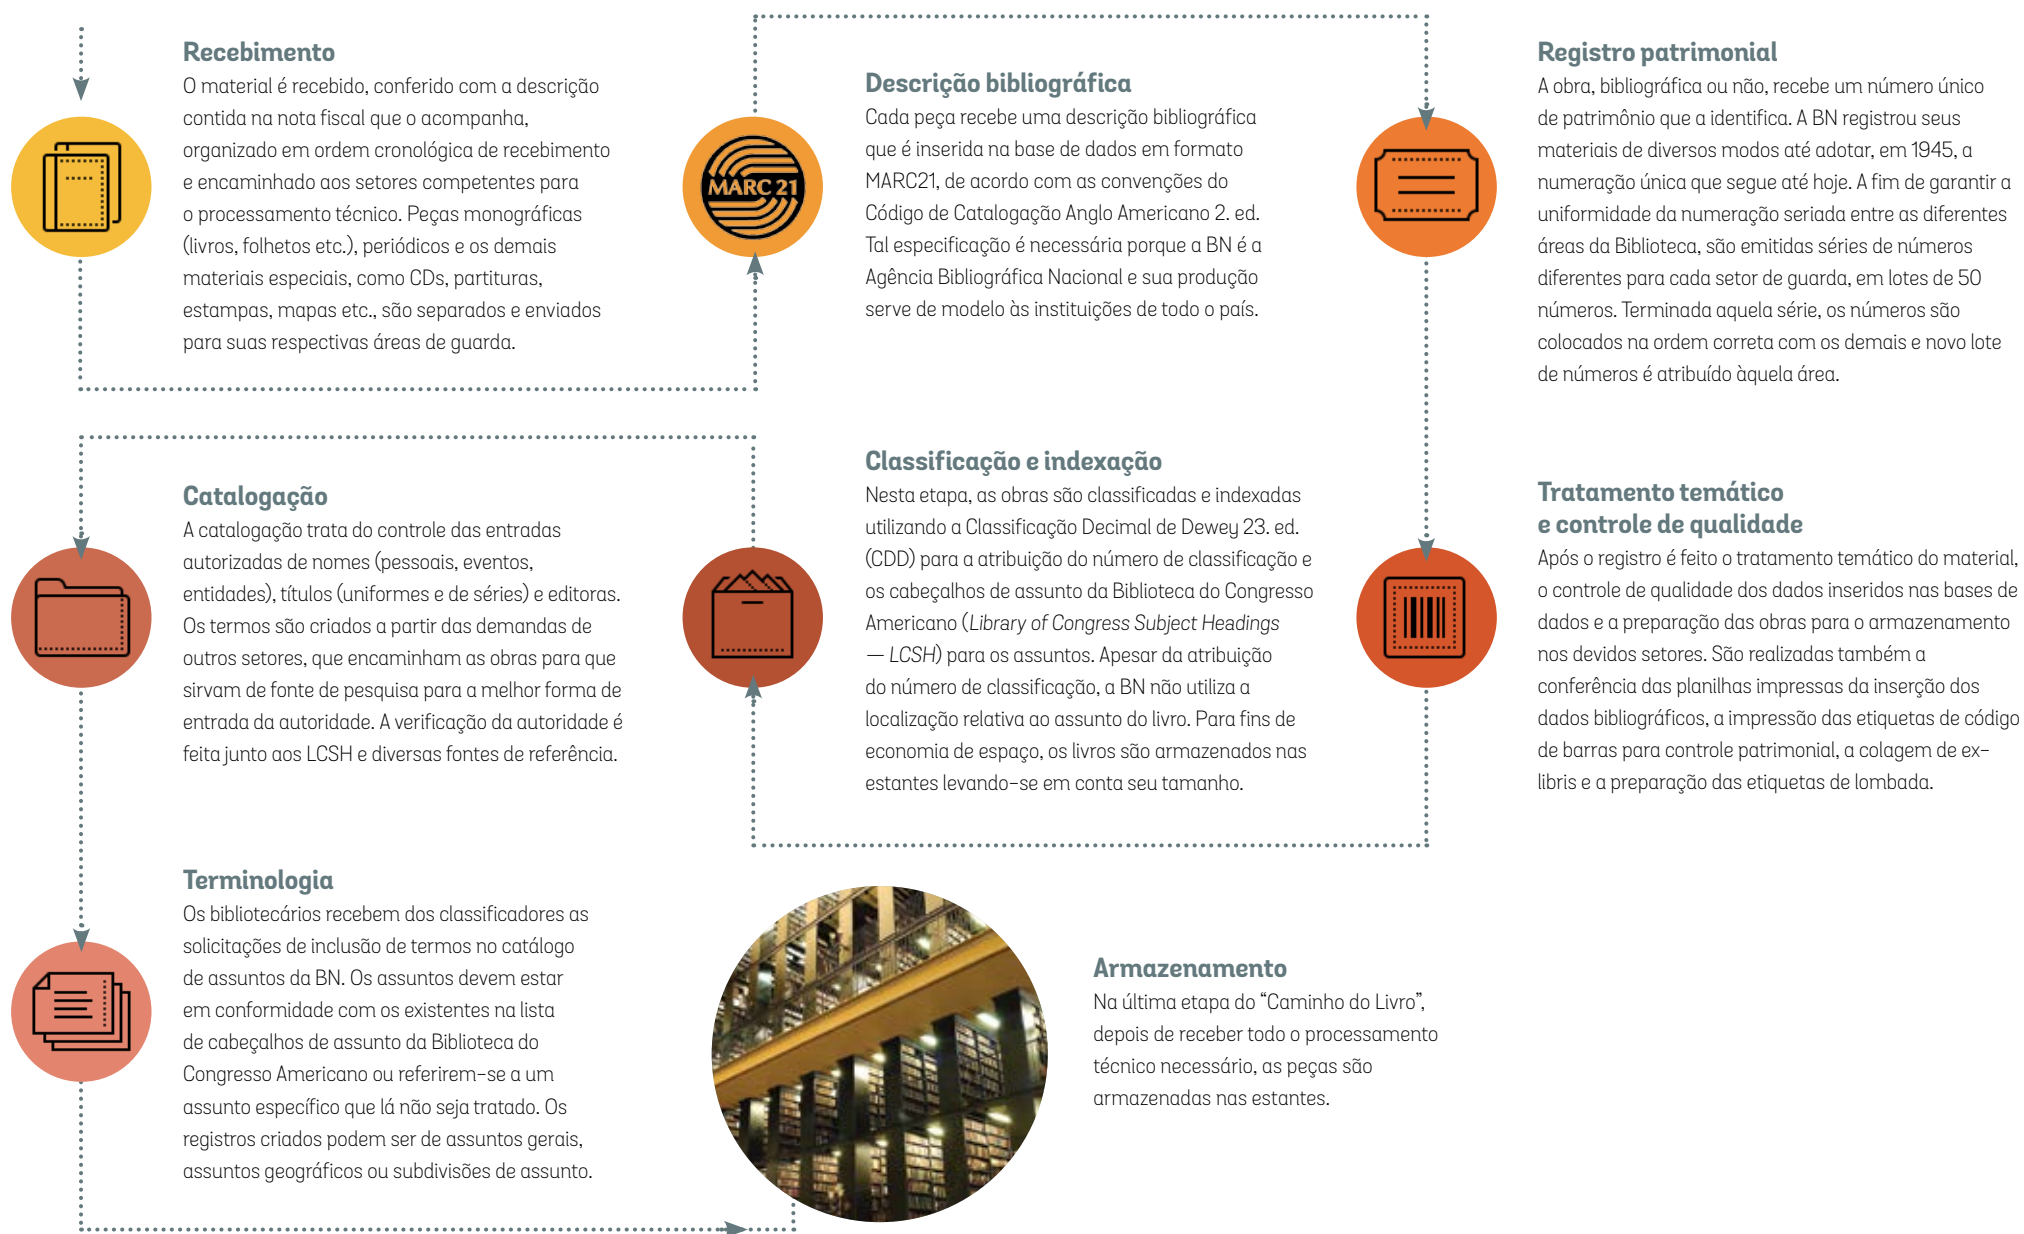 Recebimento
O material é recebido, conferido com a descrição
contida na nota fiscal que o acompanha,
organizado em ordem cronológica de recebimento
e encaminhado aos setores competentes para
o processamento técnico. Peças monográficas
(livros, folhetos etc.), periódicos e os demais
materiais especiais, como CDs, partituras,
estampas, mapas etc., são separados e enviados
para suas respectivas áreas de guarda.
MARC 21
Descrição bibliográfica
Cada peça recebe uma descrição bibliográfica
que é inserida na base de dados em formato
MARC21, de acordo com as convenções do
Código de Catalogação Anglo Americano 2. ed.
Tal especificação é necessária porque a BN é a
Agência Bibliográfica Nacional e sua produção
serve de modelo às instituições de todo o país.
Registro patrimonial
A obra, bibliográfica ou não, recebe um número único
de patrimônio que a identifica. A BN registrou seus
materiais de diversos modos até adotar, em 1945, a
numeração única que segue até hoje. A fim de garantir a
uniformidade da numeração seriada entre as diferentes
áreas da Biblioteca, são emitidas séries de números
diferentes para cada setor de guarda, em lotes de 50
números. Terminada aquela série, os números são
colocados na ordem correta com os demais e novo lote
de números é atribuído àquela área.
Tratamento temático
e controle de qualidade
Após o registro é feito o tratamento temático do material,
o controle de qualidade dos dados inseridos nas bases de
dados e a preparação das obras para o armazenamento
nos devidos setores. São realizadas também a
conferência das planilhas impressas da inserção dos
dados bibliográficos, a impressão das etiquetas de código
de barras para controle patrimonial, a colagem de ex-
libris e a preparação das etiquetas de lombada.
Classificação e indexação
Nesta etapa, as obras são classificadas e indexadas
utilizando a Classificação Decimal de Dewey 23. ed.
(CDD) para a atribuição do número de classificação e
os cabeçalhos de assunto da Biblioteca do Congresso
Americano (Library of Congress Subject Headings
— LCSH) para os assuntos. Apesar da atribuição
do número de classificação, a BN não utiliza a
localização relativa ao assunto do livro. Para fins de
economia de espaço, os livros são armazenados nas
estantes levando-se em conta seu tamanho.
Catalogação
A catalogação trata do controle das entradas
autorizadas de nomes (pessoais, eventos,
entidades), títulos (uniformes e de séries) e editoras.
Os termos são criados a partir das demandas de
outros setores, que encaminham as obras para que
sirvam de fonte de pesquisa para a melhor forma de
entrada da autoridade. A verificação da autoridade é
feita junto aos LCSH e diversas fontes de referência.
Terminologia
Os bibliotecários recebem dos classificadores as
solicitações de inclusão de termos no catálogo
de assuntos da BN. Os assuntos devem estar
em conformidade com os existentes na lista
de cabeçalhos de assunto da Biblioteca do
Congresso Americano ou referirem-se a um
assunto específico que lá não seja tratado. Os
registros criados podem ser de assuntos gerais,
assuntos geográficos ou subdivisões de assunto.
Armazenamento
Na última etapa do “Caminho do Livro”,
depois de receber todo o processamento
técnico necessário, as peças são
armazenadas nas estantes.